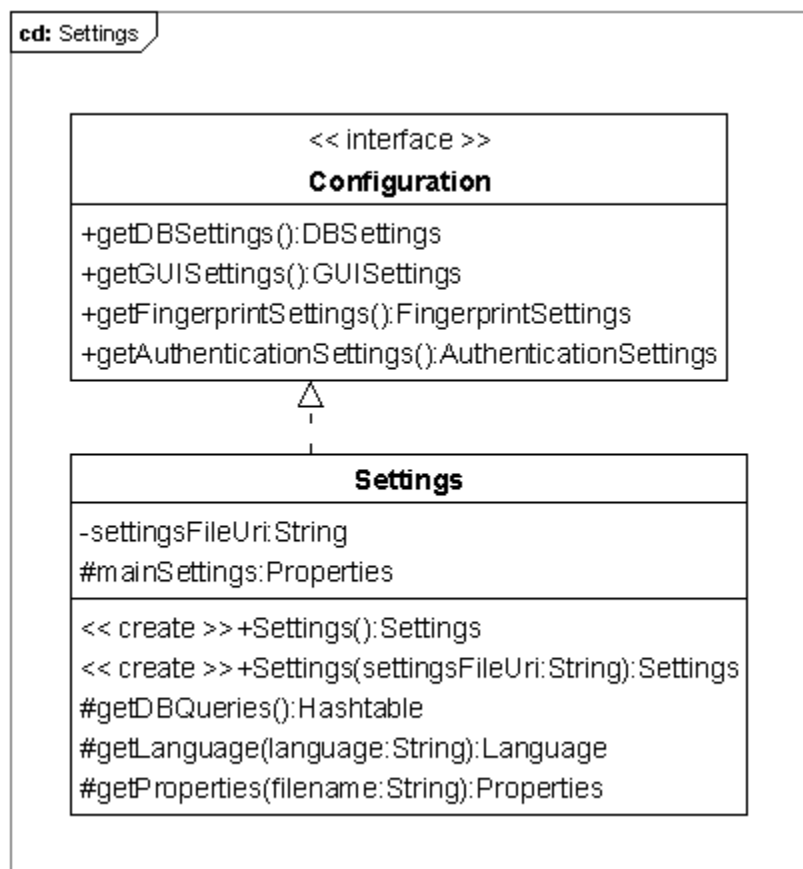 cd: Settings
<< interface >>
Configuration
+getDBSettings():DBSettings
+getGUISettings():GUISettings
+getFingerprintSettings():FingerprintSettings
+getAuthenticationSettings():AuthenticationSettings
Settings
-settingsFileUri:String
#mainSettings:Properties
<< create >>+Settings():Settings
<< create >>+Settings(settingsFileUri:String):Settings
#getDBQueries():Hashtable
#getLanguage(language:String):Language
#getProperties(filename:String):Properties